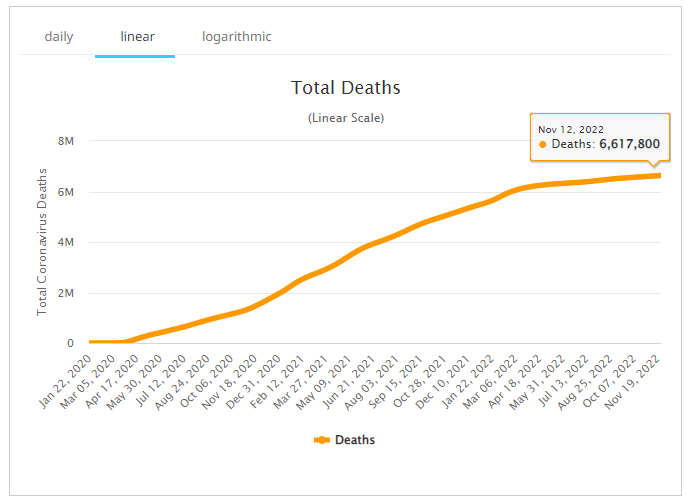 daily linear logarithmic
Total Deaths
(Linear Scale)
Nov 12, 2022
Deaths: 6,617,800
Total Coronavirus Deaths
8M
6M
4M
2M
0
Jan 22, 2020
Mar 05, 2020
Apr 17, 2020
May 30, 2020
Jul 12, 2020
Aug 24, 2020
Oct 06, 2020
Nov 18, 2020
Dec 31, 2020
Feb 12, 2021
Mar 27, 2021
May 09, 2021
Jun 21, 2021
Aug 03, 2021
Sep 15, 2021
Oct 28, 2021
Dec 10, 2021
Jan 22, 2022
Mar 06, 2022
Apr 18, 2022
May 31, 2022
Jul 13, 2022
Aug 25, 2022
Oct 07, 2022
Nov 19, 2022
Deaths